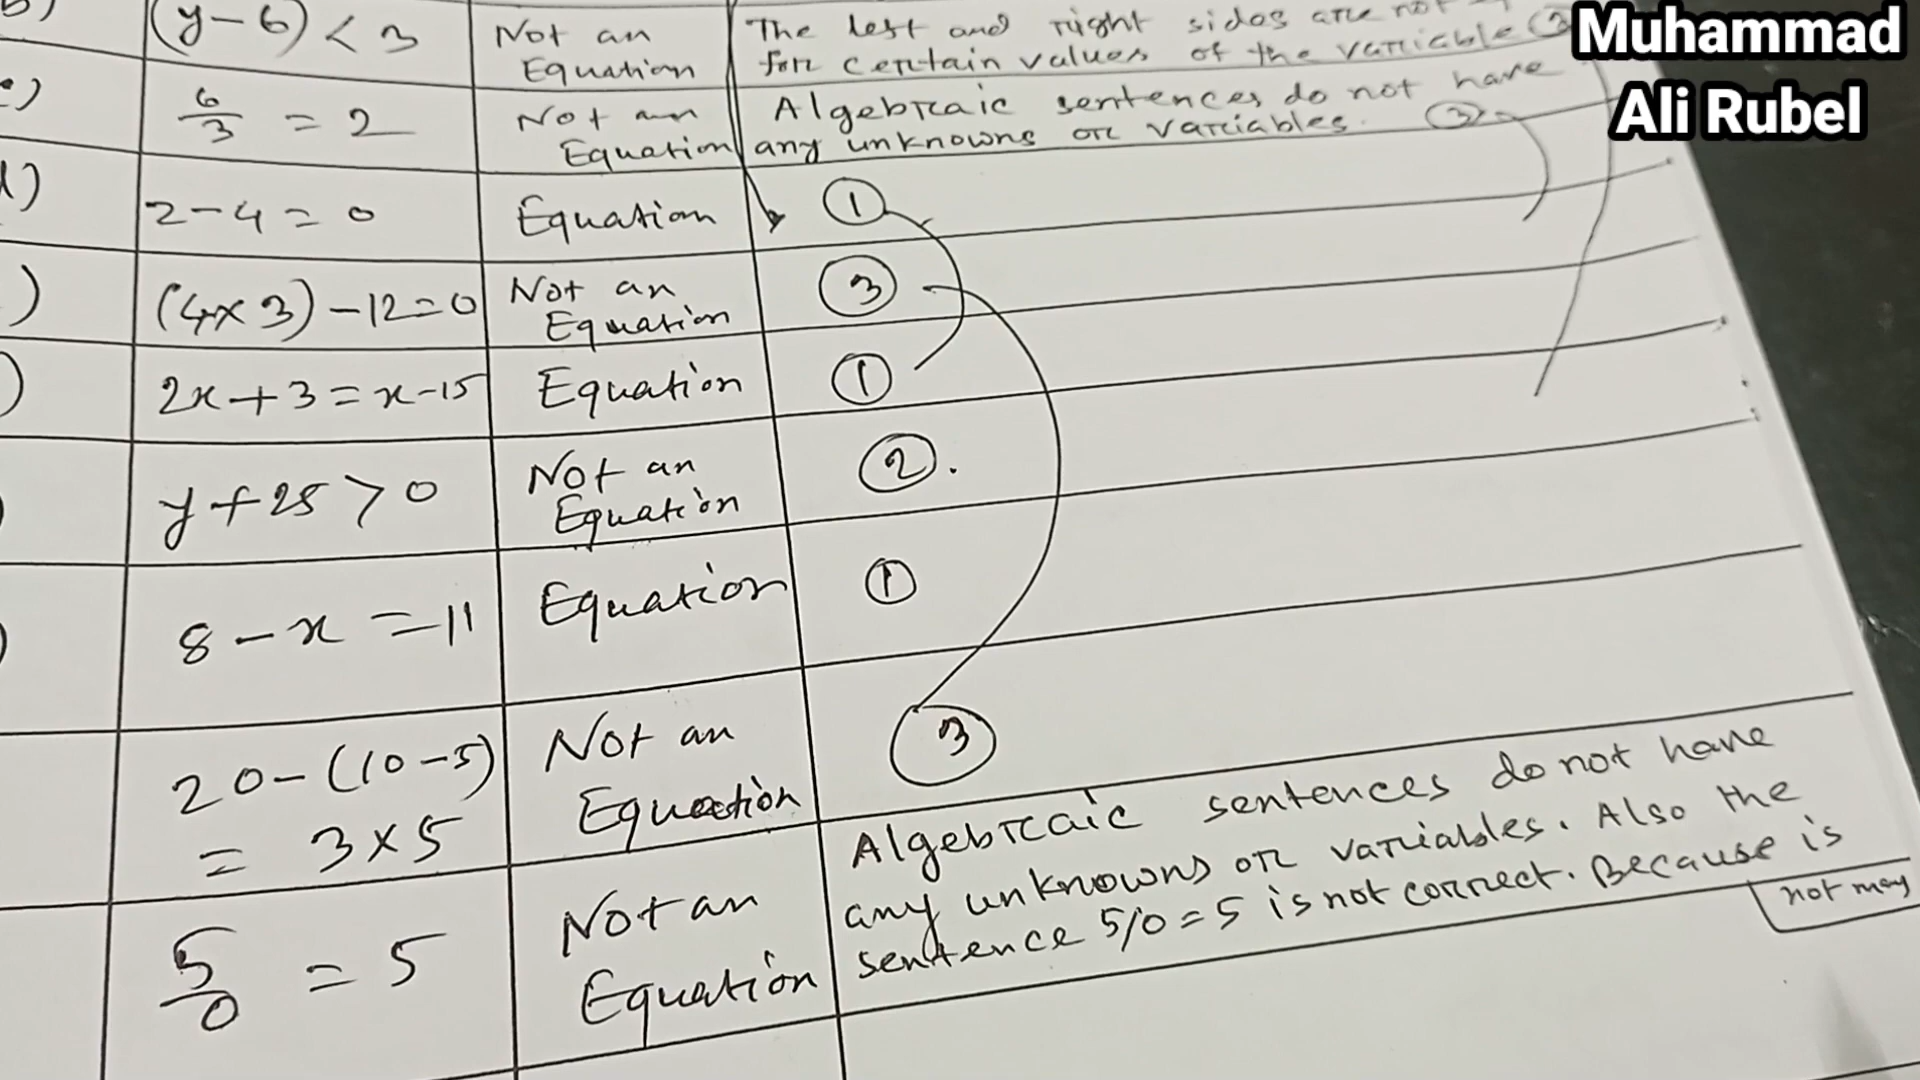 Muhammad
Ali Rubel
b)
(y-6) < 3
Not an
Equation
The left and right sides are not
for certain values of the variable (2)
6/3 = 2
Not an
Equation
Algebraic sentences do not have
any unknowns or variables. (3)
2-4=0
Equation
(1)
(4×3)-12=0
Not an
Equation
(3)
2x+3=x-15
Equation
(1)
y+25>0
Not an
Equation
(2).
8-x=11
Equation
(1)
20-(10-5)
= 3×5
Not an
Equation
(3)
5/0 = 5
Not an
Equation
Algebraic sentences do not have
any unknowns or variables. Also the
sentence 5/0=5 is not correct. Because is
not may